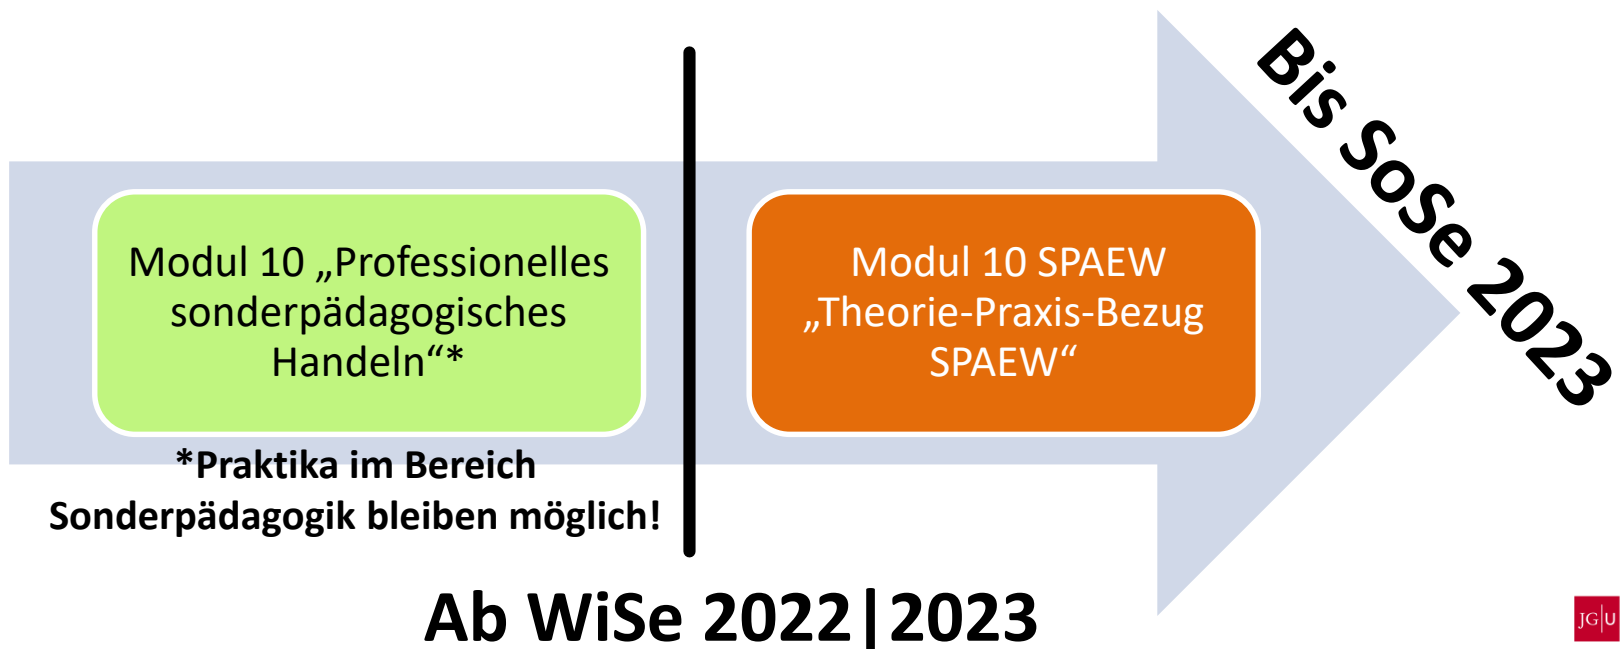 Bis SoSe 2023
Modul 10 „Professionelles
sonderpädagogisches
Handeln“*
Modul 10 SPAEW
„Theorie-Praxis-Bezug
SPAEW“
*Praktika im Bereich
Sonderpädagogik bleiben möglich!
Ab WiSe 2022|2023
JG|U